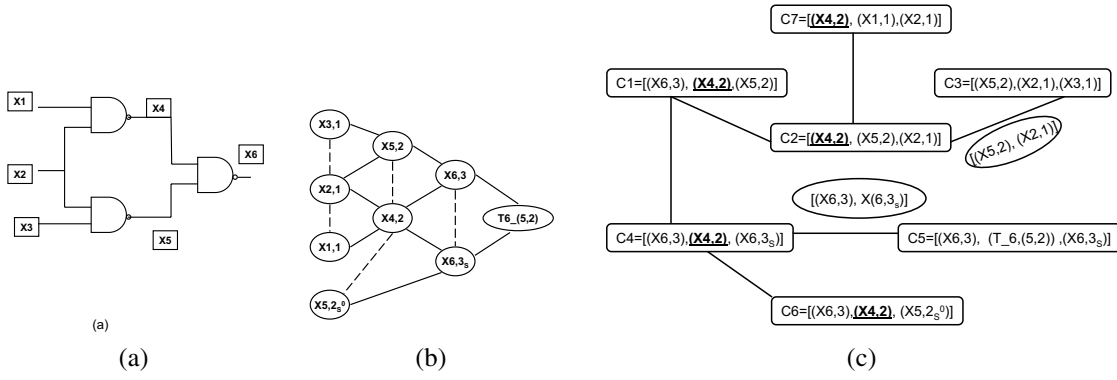 X1
X2
X3
X4
X5
X6
(a)
(a)
X3,1
X2,1
X1,1
X5,2
X4,2
X6,3
X6,3s
X5,2s⁰
T6_(5,2)
(b)
C7=[(X4,2), (X1,1),(X2,1)]
C1=[(X6,3), (X4,2),(X5,2)]
C3=[(X5,2),(X2,1),(X3,1)]
C2=[(X4,2), (X5,2),(X2,1)]
[(X5,2), (X2,1)]
[(X6,3), X(6,3s)]
C4=[(X6,3),(X4,2), (X6,3s)]
C5=[(X6,3), (T_6,(5,2)) ,(X6,3s)]
C6=[(X6,3),(X4,2), (X5,2s⁰)]
(c)